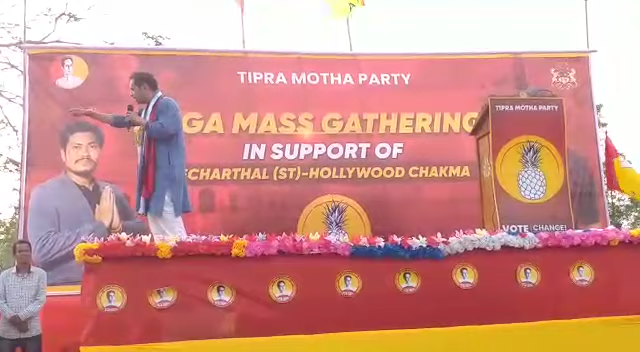 TIPRA MOTHA PARTY
GA MASS GATHERING
IN SUPPORT OF
CHARTHAL (ST)-HOLLYWOOD CHAKMA
TIPRA MOTHA PARTY
VOTE CHANGE